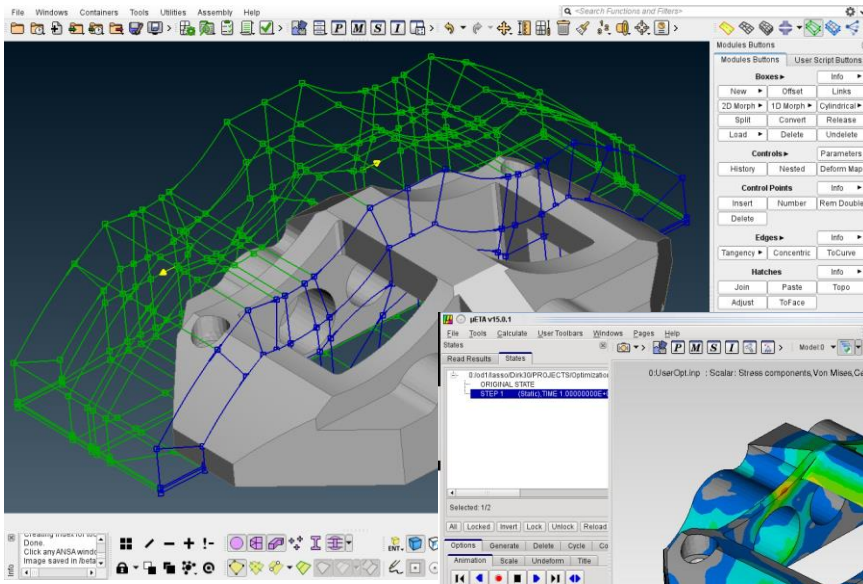 File Windows Containers Tools Utilities Assembly Help
<Search Functions and Filters>
P M S I
Modules Buttons
Modules Buttons User Script Buttons
Boxes Info
New Offset Links
2D Morph 1D Morph Cylindrical
Split Convert Release
Load Delete Undelete
Controls Parameters
History Nested Deform Map
Control Points Info
Insert Number Rem Double
Delete
Edges Info
Tangency Concentric ToCurve
Hatches Info
Join Paste Topo
Adjust ToFace
µETA v15.0.1
File Tools Calculate User Toolbars Windows Pages Help
States
P M S I Model:0
Read Results States
0:UserOpt.inp : Scalar: Stress components,Von Mises,Ce
ORIGINAL STATE
STEP 1 (Static),TIME 1.00000000E+0
Selected: 1/2
All Locked Invert Lock Unlock Reload
Options Generate Delete Cycle Co
Animation Scale Undeform Title
Done.
Click any ANSA windo
Image saved in /beta
Info
ENT.